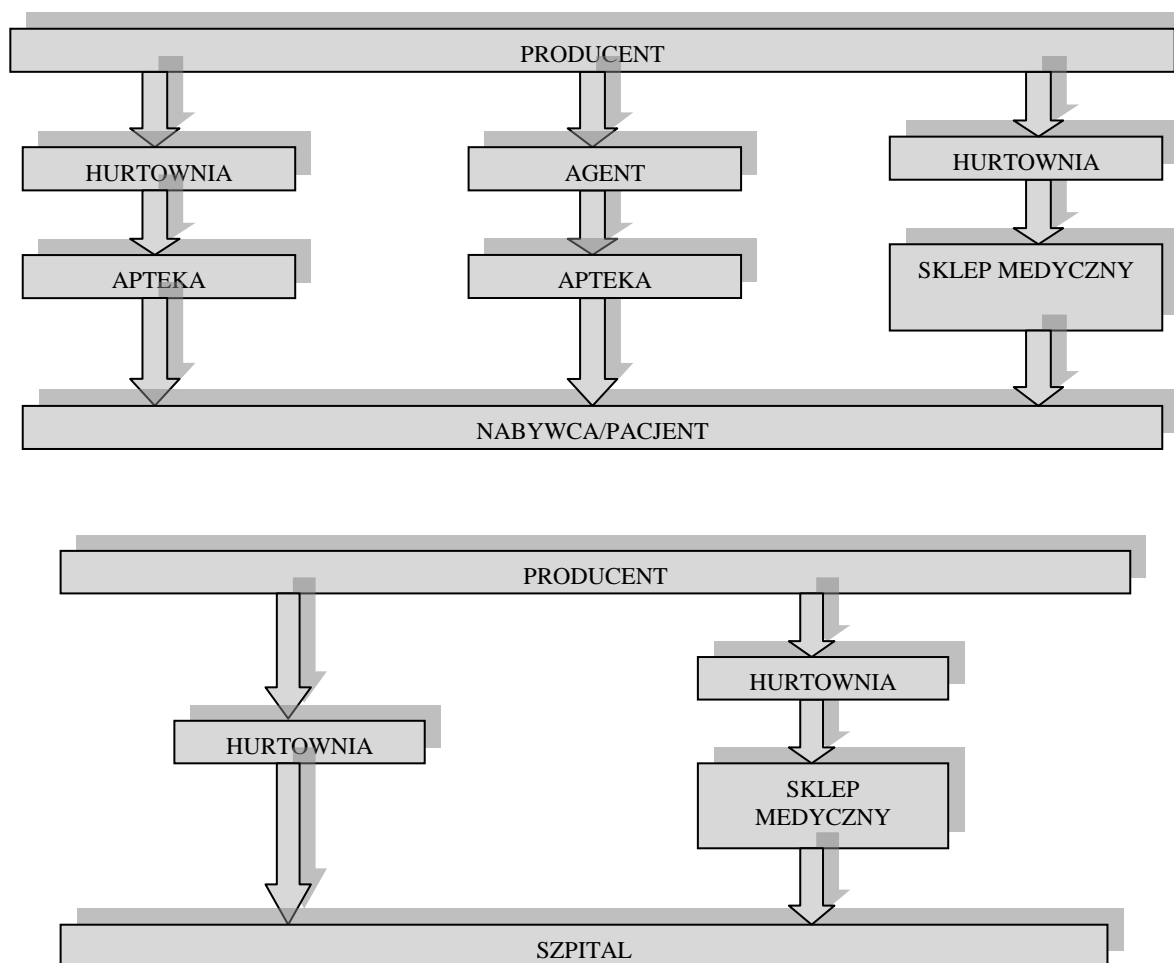 PRODUCENT
HURTOWNIA
AGENT
HURTOWNIA
APTEKA
APTEKA
SKLEP MEDYCZNY
NABYWCA/PACJENT
PRODUCENT
HURTOWNIA
HURTOWNIA
SKLEP
MEDYCZNY
SZPITAL